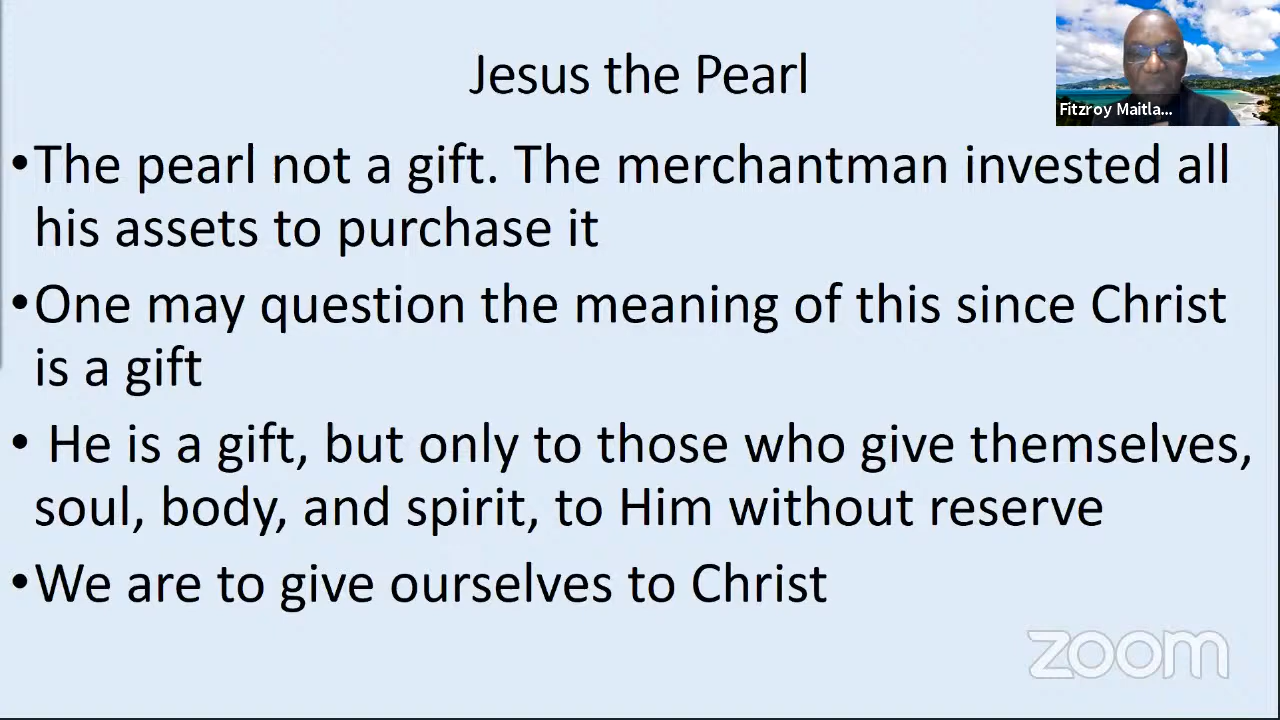 Jesus the Pearl
Fitzroy Maitla...
•The pearl not a gift. The merchantman invested all
his assets to purchase it
•One may question the meaning of this since Christ
is a gift
• He is a gift, but only to those who give themselves,
soul, body, and spirit, to Him without reserve
•We are to give ourselves to Christ
zoom